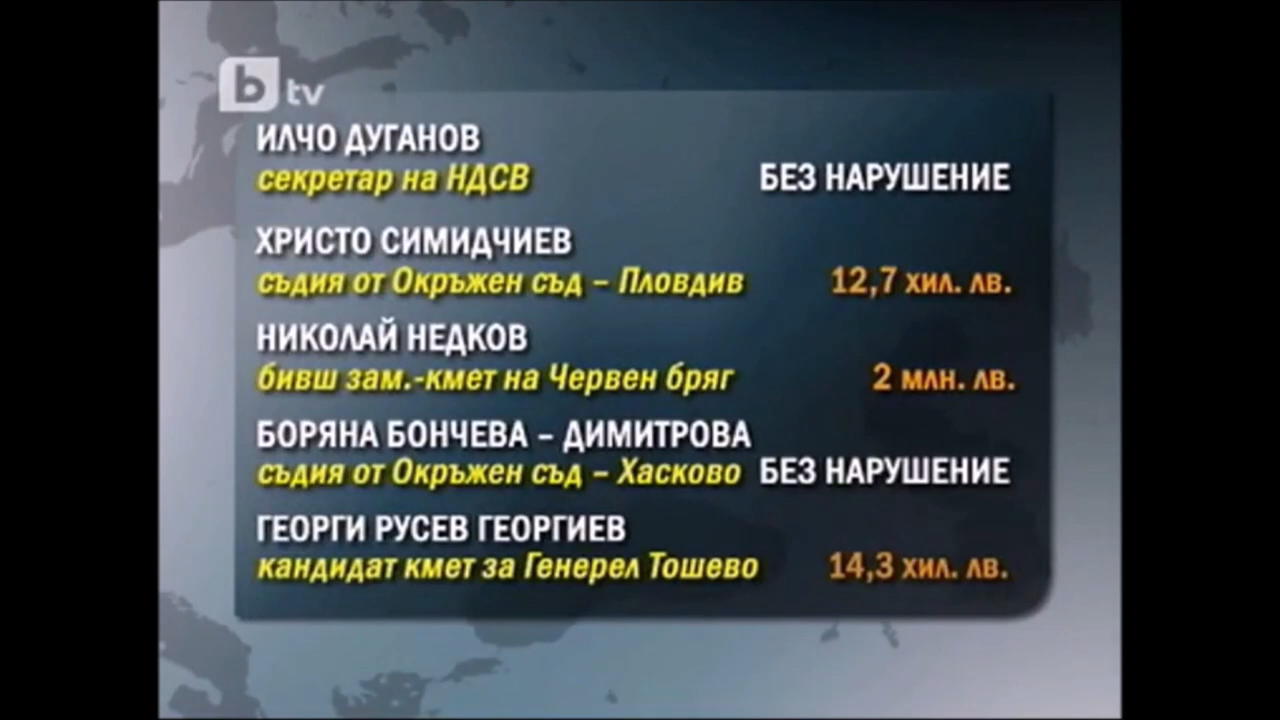 b tv
ИЛЧО ДУГАНОВ
секретар на НДСВ БЕЗ НАРУШЕНИЕ
ХРИСТО СИМИДЧИЕВ
съдия от Окръжен съд – Пловдив 12,7 хил. лв.
НИКОЛАЙ НЕДКОВ
бивш зам.-кмет на Червен бряг 2 млн. лв.
БОРЯНА БОНЧЕВА – ДИМИТРОВА
съдия от Окръжен съд – Хасково БЕЗ НАРУШЕНИЕ
ГЕОРГИ РУСЕВ ГЕОРГИЕВ
кандидат кмет за Генерел Тошево 14,3 хил. лв.